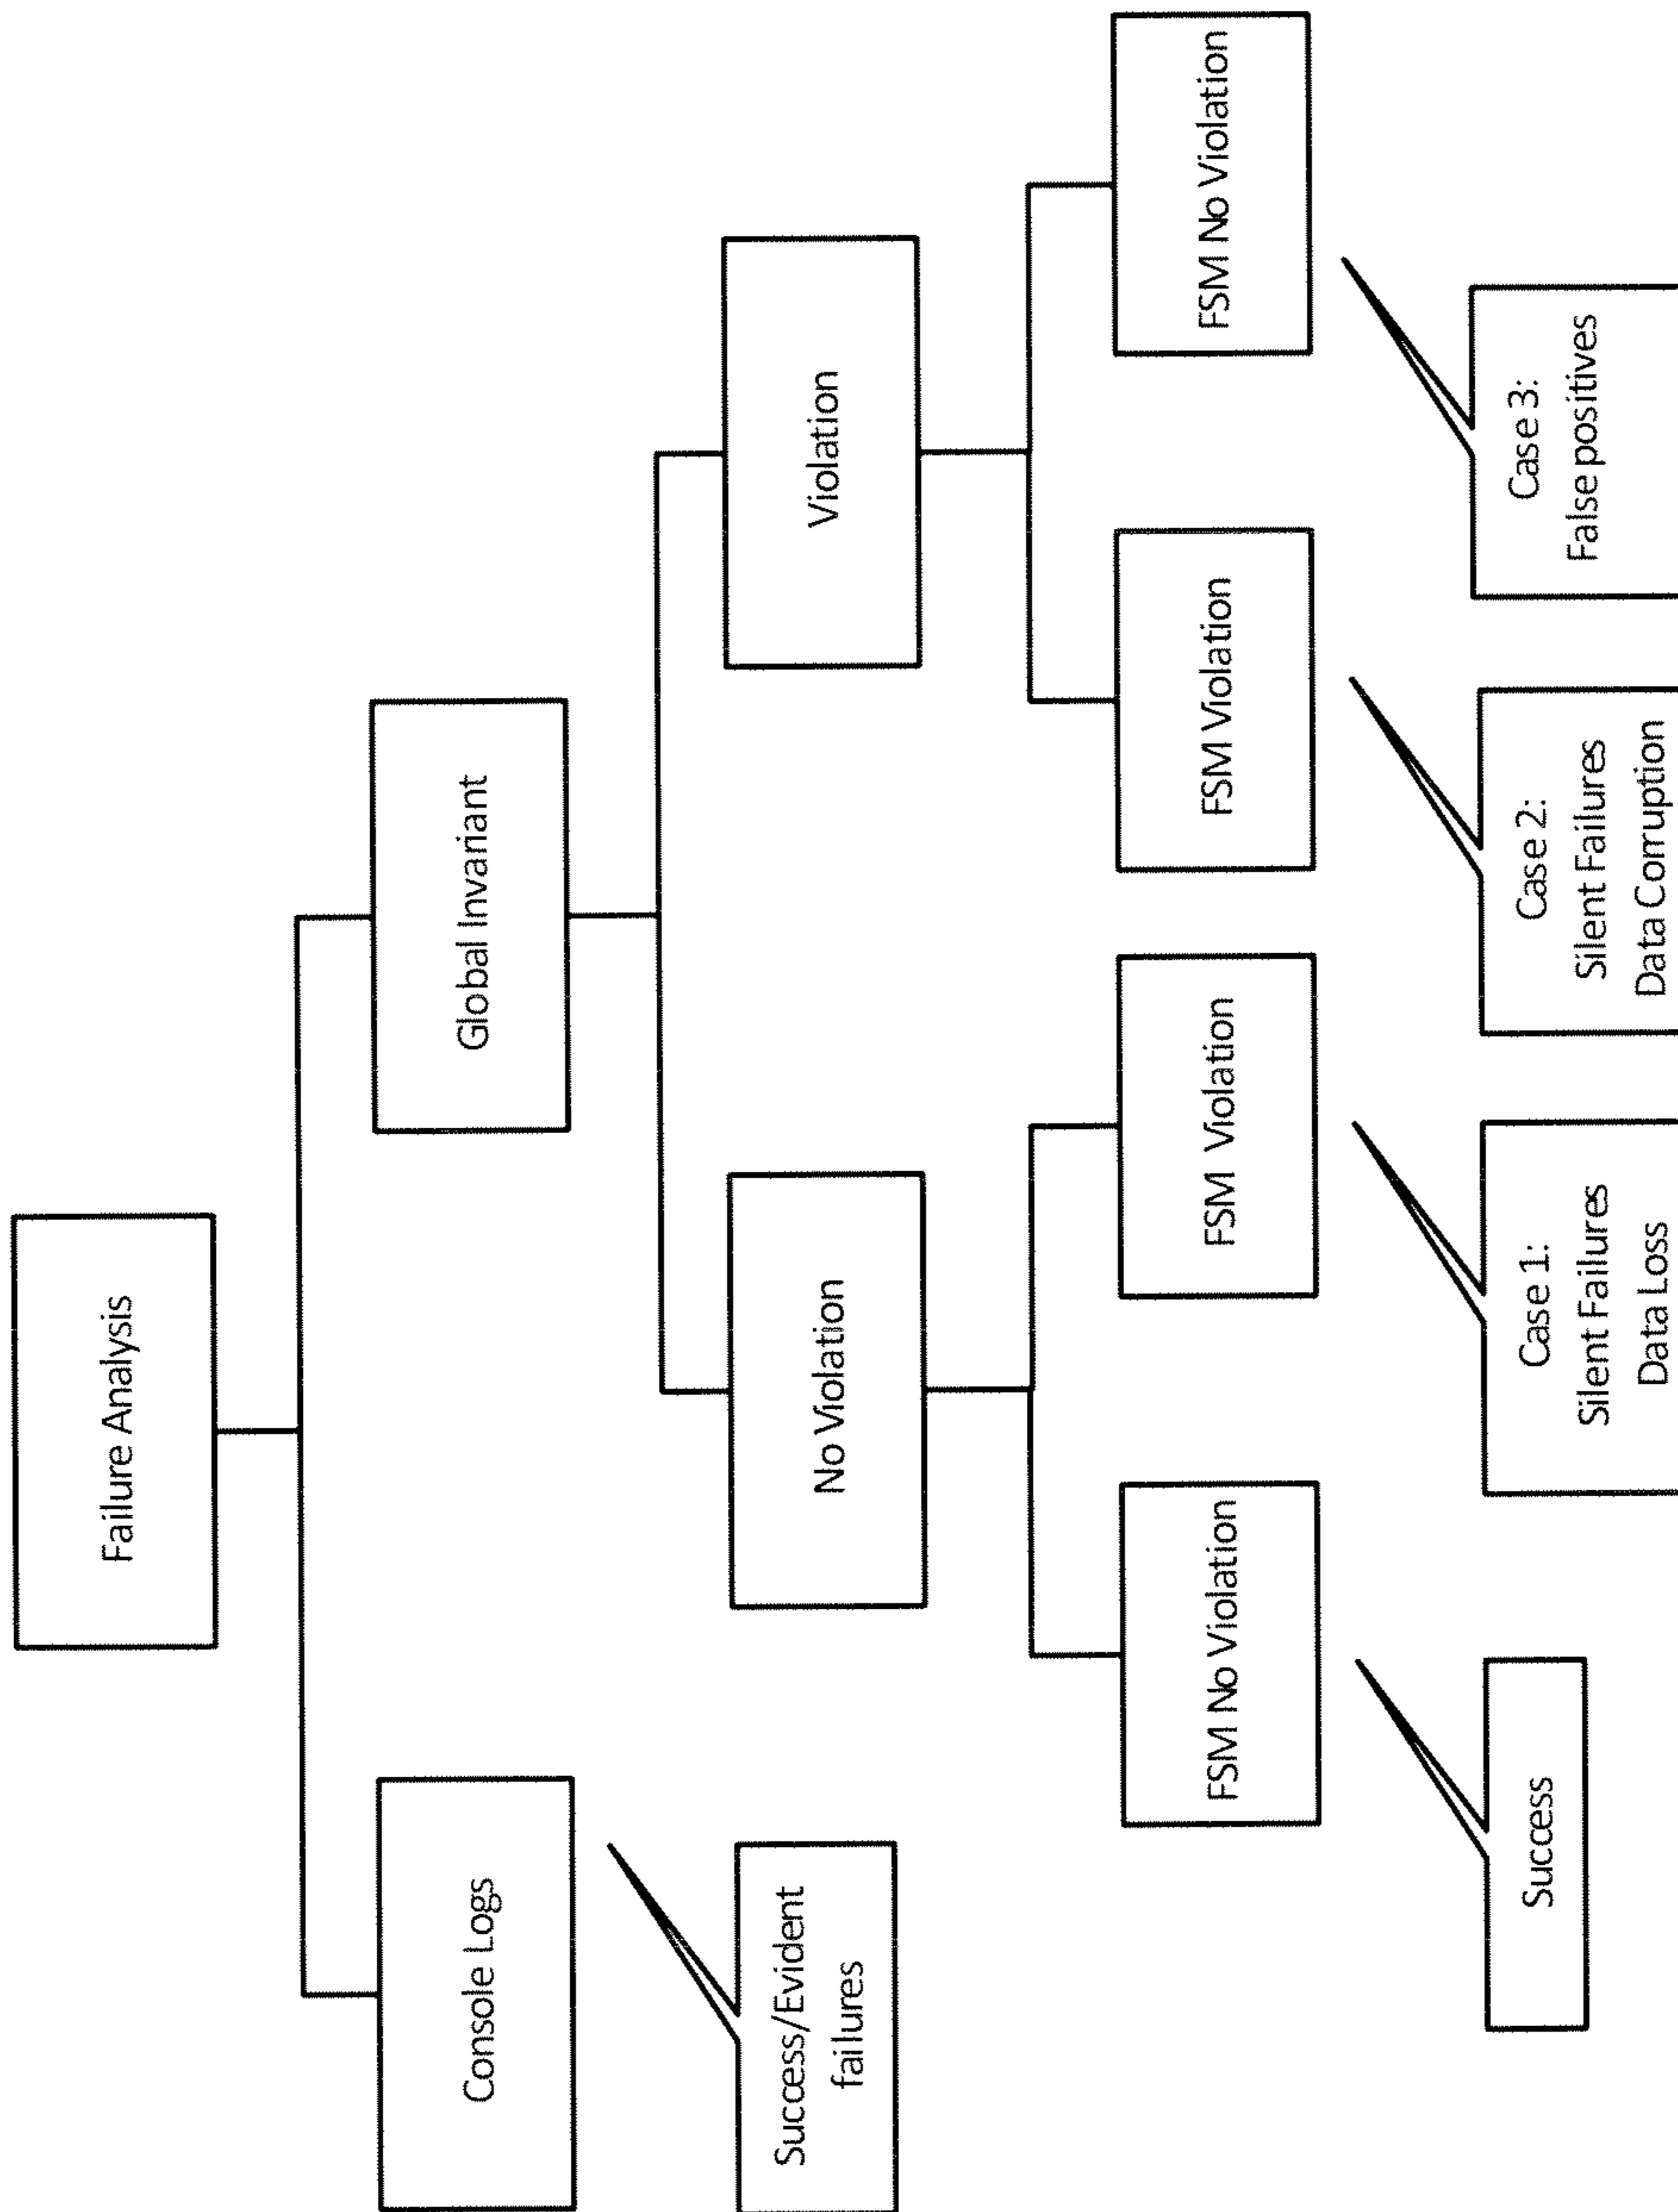 Failure Analysis
Console Logs
Global Invariant
Success/Evident
failures
No Violation
Violation
FSM No Violation
FSM Violation
FSM Violation
FSM No Violation
Success
Case 1:
Silent Failures
Data Loss
Case 2:
Silent Failures
Data Corruption
Case 3:
False positives